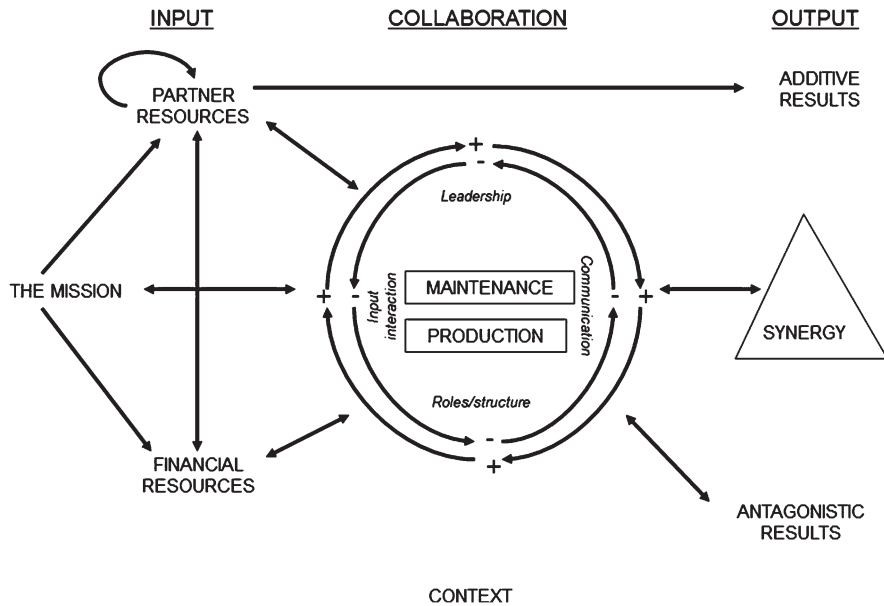 INPUT
COLLABORATION
OUTPUT
PARTNER
RESOURCES
ADDITIVE
RESULTS
+
-
Leadership
THE MISSION
+
-
Input
interaction
MAINTENANCE
PRODUCTION
Communication
-
+
SYNERGY
Roles/structure
-
+
FINANCIAL
RESOURCES
ANTAGONISTIC
RESULTS
CONTEXT